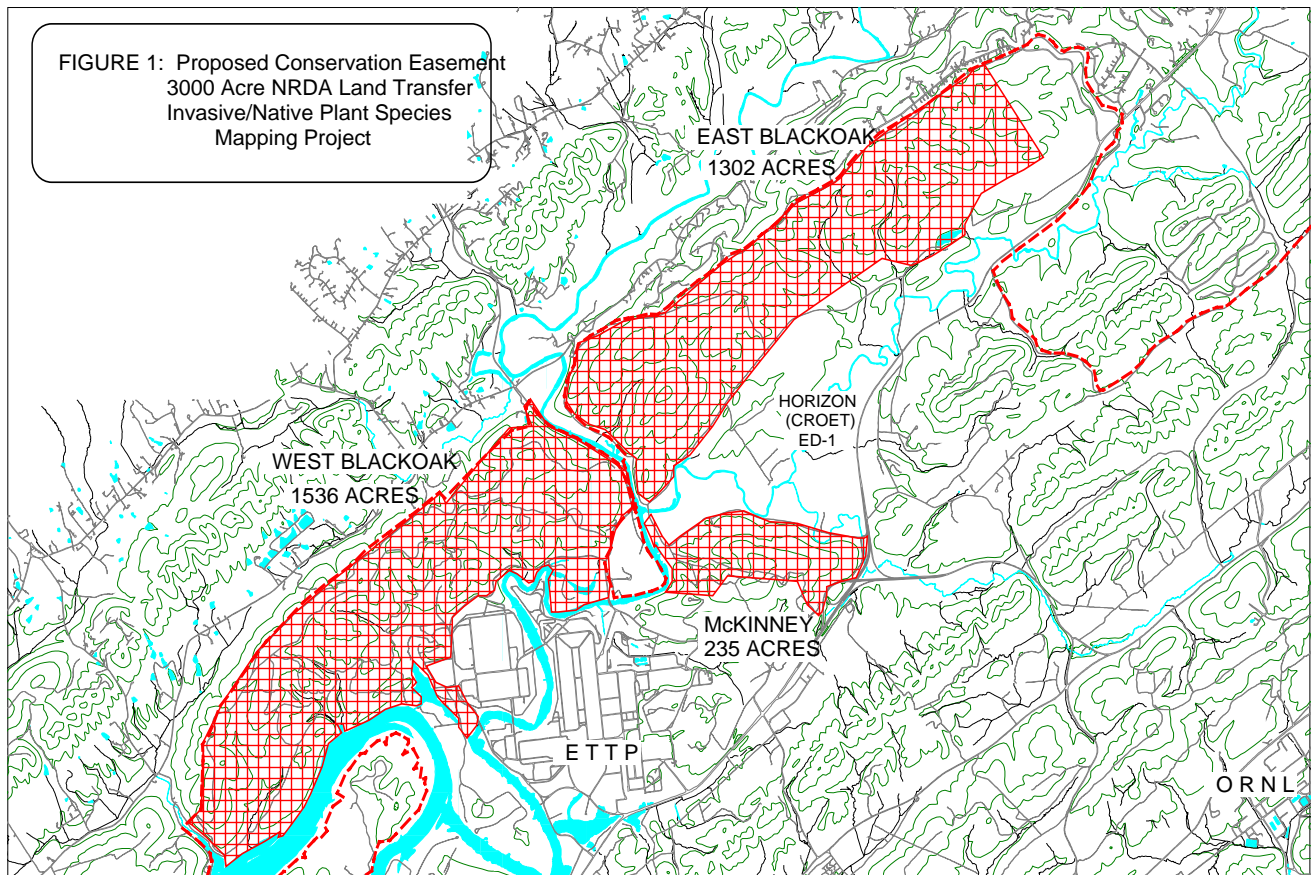 FIGURE 1: Proposed Conservation Easement
3000 Acre NRDA Land Transfer
Invasive/Native Plant Species
Mapping Project
EAST BLACKOAK
1302 ACRES
HORIZON
(CROET)
ED-1
WEST BLACKOAK
1536 ACRES
McKINNEY
235 ACRES
E T T P
O R N L